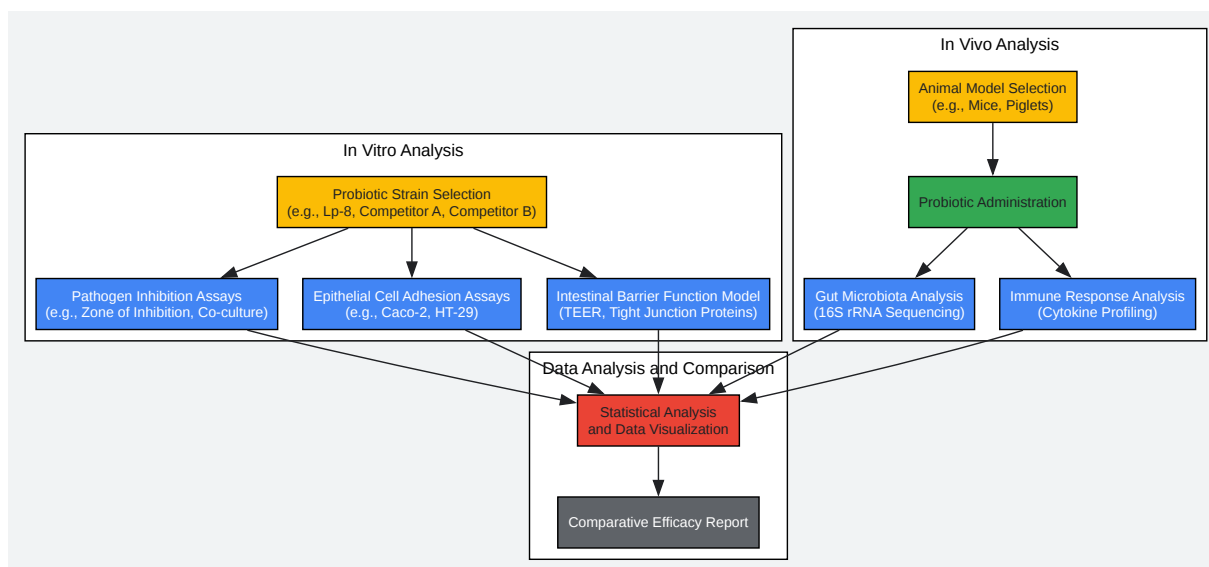 In Vivo Analysis
Animal Model Selection
(e.g., Mice, Piglets)
Probiotic Administration
Gut Microbiota Analysis
(16S rRNA Sequencing)
Immune Response Analysis
(Cytokine Profiling)
In Vitro Analysis
Probiotic Strain Selection
(e.g., Lp-8, Competitor A, Competitor B)
Pathogen Inhibition Assays
(e.g., Zone of Inhibition, Co-culture)
Epithelial Cell Adhesion Assays
(e.g., Caco-2, HT-29)
Intestinal Barrier Function Model
(TEER, Tight Junction Proteins)
Data Analysis and Comparison
Statistical Analysis
and Data Visualization
Comparative Efficacy Report